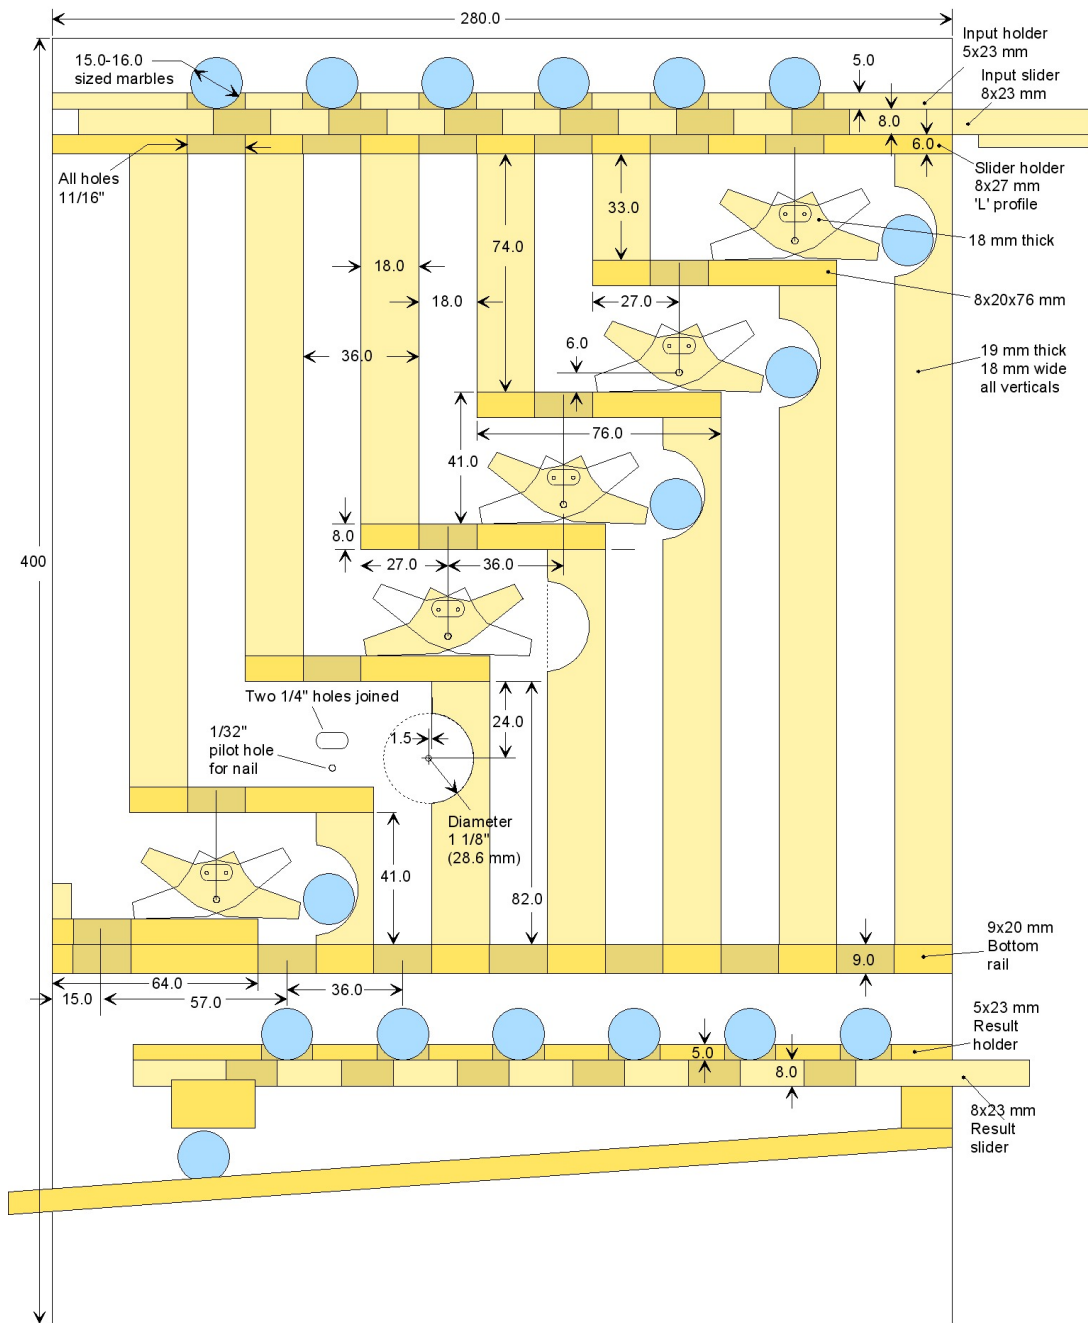 280.0
Input holder
5x23 mm
15.0-16.0
sized marbles
5.0
Input slider
8x23 mm
8.0
6.0
All holes
11/16"
Slider holder
8x27 mm
'L' profile
33.0
74.0
18 mm thick
18.0
18.0
27.0
8x20x76 mm
6.0
36.0
19 mm thick
18 mm wide
all verticals
76.0
41.0
8.0
400
27.0
36.0
Two 1/4" holes joined
24.0
1/32"
pilot hole
for nail
1.5
Diameter
1 1/8"
(28.6 mm)
41.0
82.0
9x20 mm
Bottom
rail
9.0
64.0
15.0
57.0
36.0
5x23 mm
Result
holder
5.0
8.0
8x23 mm
Result
slider